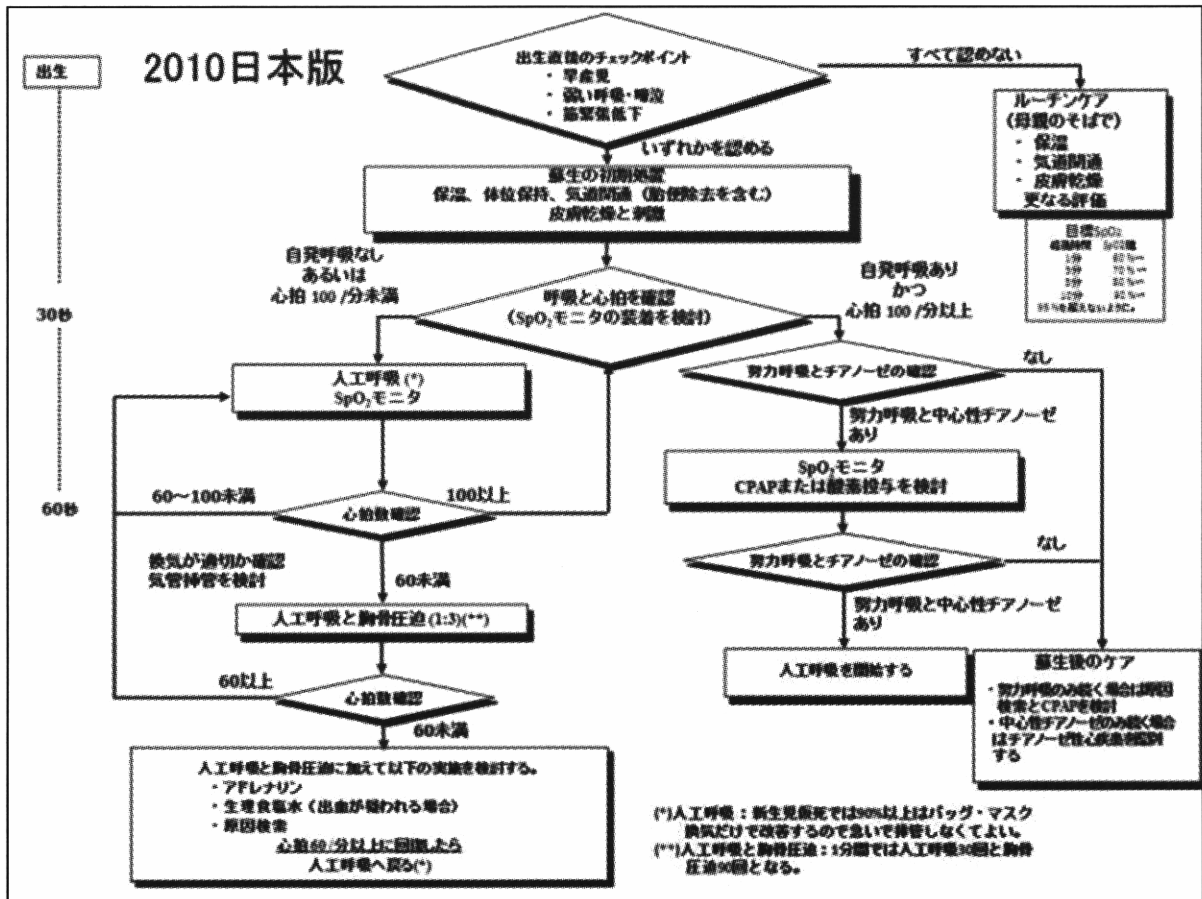 出生
2010日本版
出生直後のチェックポイント
・早産児
・弱い呼吸・啼泣
・筋緊張低下
すべて認めない
ルーチンケア
(母親のそばで)
・保温
・気道開通
・皮膚乾燥
更なる評価
いずれかを認める
蘇生の初期処置
保温、体位保持、気道開通（胎便除去を含む）
皮膚乾燥と刺激
目標SpO₂
1分 60%ー
3分 70%ー
5分 80%ー
10分 90%ー
95%を超えないように。
自発呼吸なし
あるいは
心拍 100 /分未満
30秒
呼吸と心拍を確認
（SpO₂モニタの装着を検討）
自発呼吸あり
かつ
心拍 100 /分以上
人工呼吸 (*)
SpO₂モニタ
努力呼吸とチアノーゼの確認
なし
努力呼吸と中心性チアノーゼ
あり
SpO₂モニタ
CPAPまたは酸素投与を検討
60秒
60～100未満
心拍数確認
100以上
換気が適切か確認
気管挿管を検討
60未満
努力呼吸とチアノーゼの確認
なし
努力呼吸と中心性チアノーゼ
あり
人工呼吸と胸骨圧迫 (1:3)(**)
人工呼吸を開始する
60以上
心拍数確認
60未満
蘇生後のケア
・努力呼吸のみ続く場合は原因
検索とCPAPを検討
・中心性チアノーゼのみ続く場合
はチアノーゼ性心疾患を鑑別
する
人工呼吸と胸骨圧迫に加えて以下の実施を検討する。
・アドレナリン
・生理食塩水（出血が疑われる場合）
・原因検索
心拍60 /分以上に回復したら
人工呼吸へ戻る(*)
(*)人工呼吸：新生児仮死では90%以上はバッグ・マスク
換気だけで改善するので急いで挿管しなくてよい。
(**)人工呼吸と胸骨圧迫：1分間では人工呼吸30回と胸骨
圧迫90回となる。